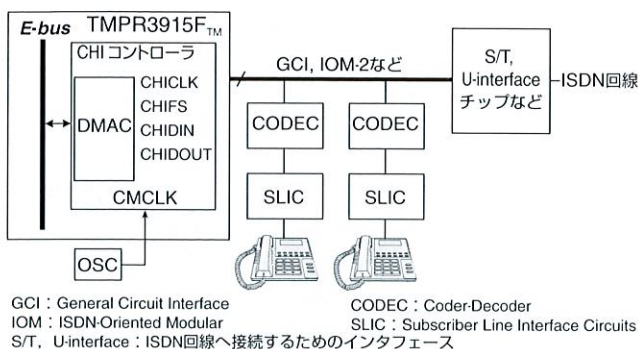 E-bus TMPR3915F™
CHIコントローラ
DMAC
CHICLK
CHIFS
CHIDIN
CHIDOUT
CMCLK
OSC
GCI, IOM-2など
CODEC
CODEC
SLIC
SLIC
S/T,
U-interface
チップなど
ISDN回線
GCI：General Circuit Interface
IOM：ISDN-Oriented Modular
CODEC：Coder-Decoder
SLIC：Subscriber Line Interface Circuits
S/T, U-interface：ISDN回線へ接続するためのインタフェース